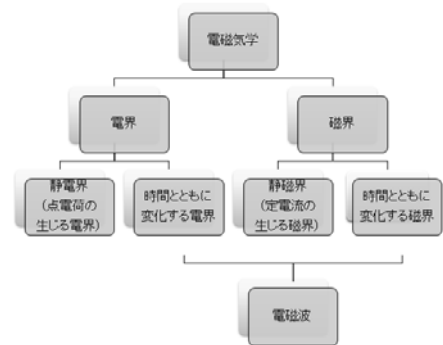 電磁気学
電界
磁界
静電界
(点電荷の
生じる電界)
時間とともに
変化する電界
静磁界
(定電流の
生じる磁界)
時間とともに
変化する磁界
電磁波